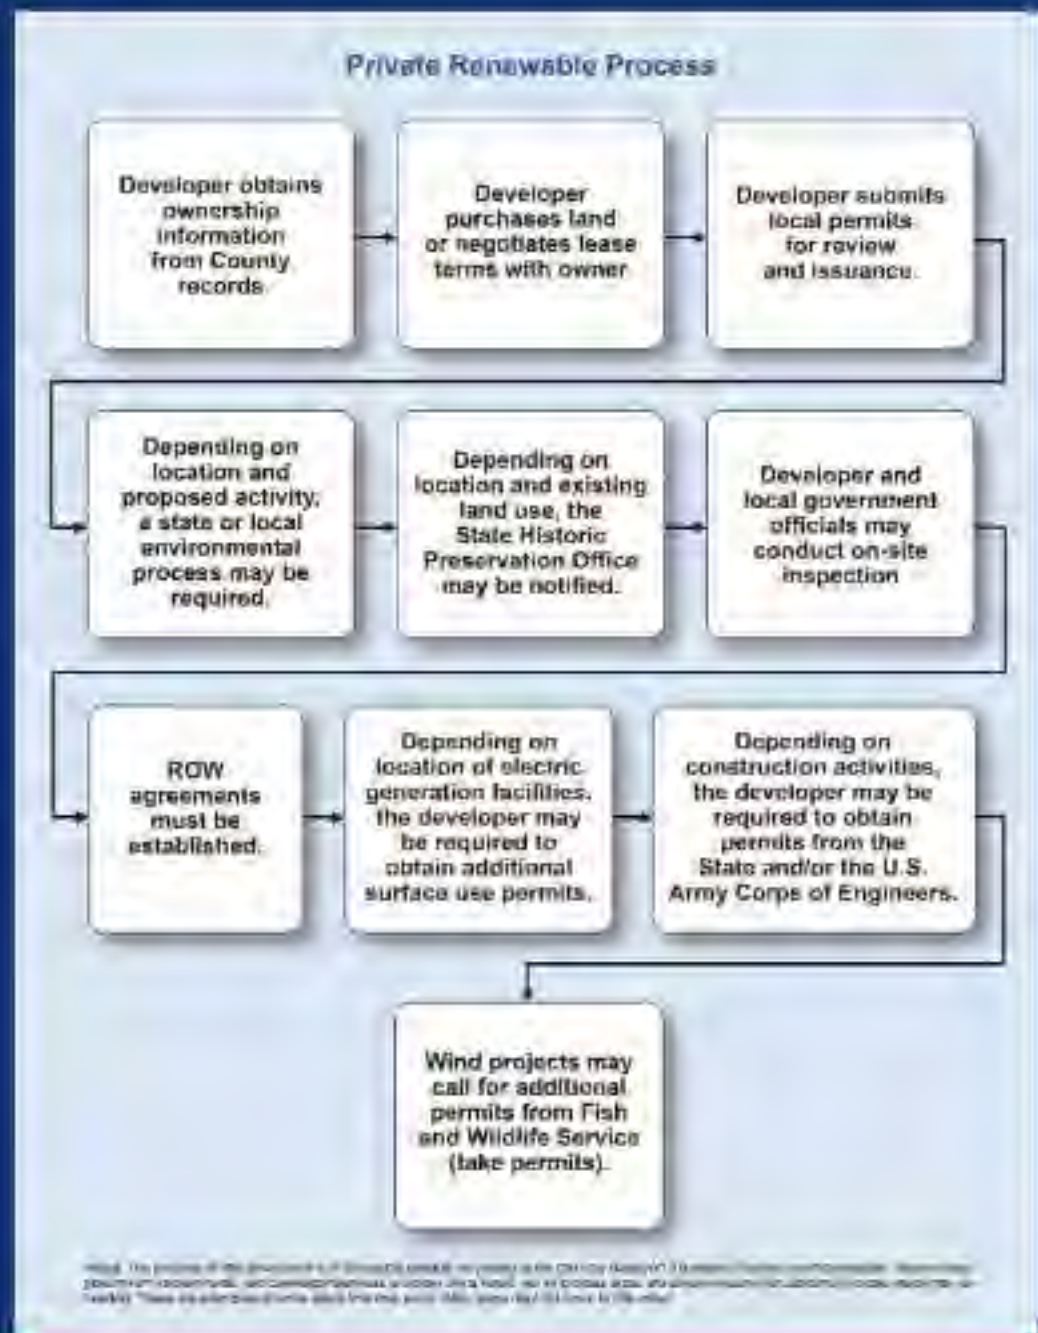 Private Renewable Process
Developer obtains
ownership
information
from County
records.
Developer
purchases land
or negotiates lease
terms with owner
Developer submits
local permits
for review
and issuance.
Depending on
location and
proposed activity,
a state or local
environmental
process may be
required.
Depending on
location and existing
land use, the
State Historic
Preservation Office
may be notified.
Developer and
local government
officials may
conduct on-site
inspection
ROW
agreements
must be
established.
Depending on
location of electric
generation facilities,
the developer may
be required to
obtain additional
surface use permits.
Depending on
construction activities,
the developer may be
required to obtain
permits from the
State and/or the U.S.
Army Corps of Engineers.
Wind projects may
call for additional
permits from Fish
and Wildlife Service
(take permits).